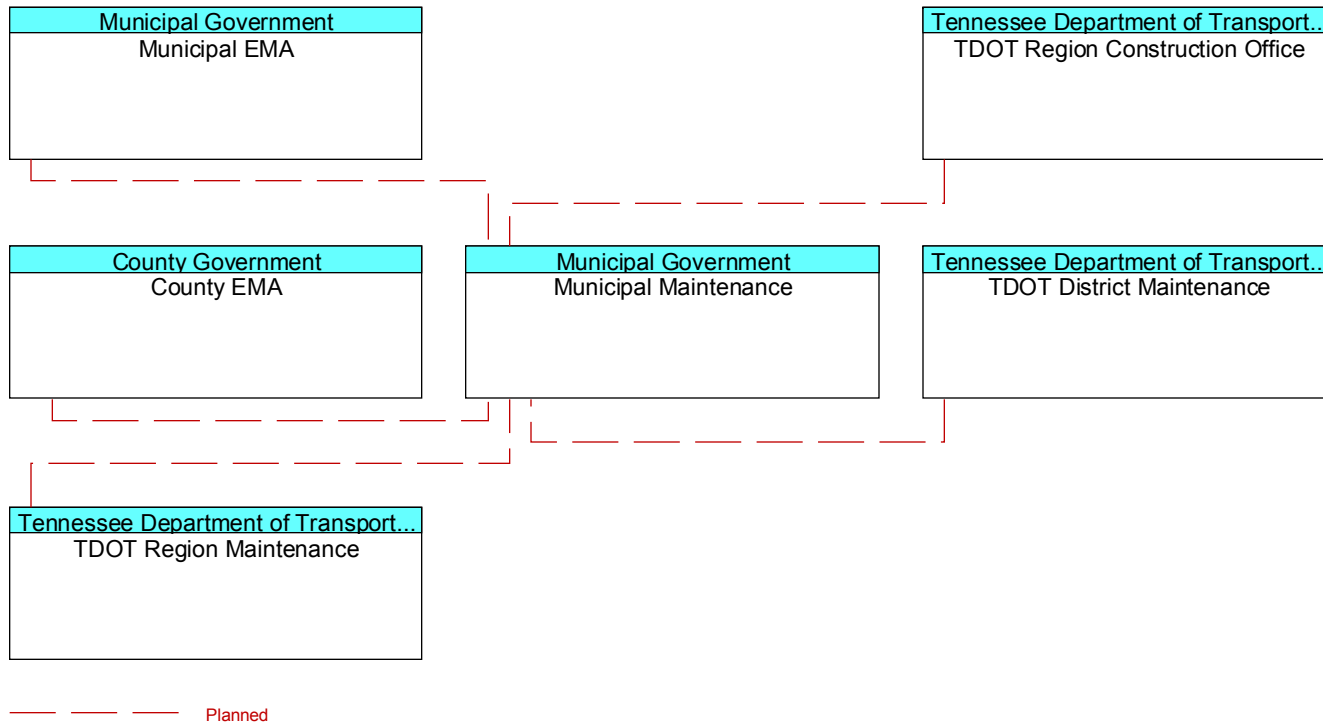 Municipal Government
Municipal EMA
Tennessee Department of Transport...
TDOT Region Construction Office
County Government
County EMA
Municipal Government
Municipal Maintenance
Tennessee Department of Transport...
TDOT District Maintenance
Tennessee Department of Transport...
TDOT Region Maintenance
Planned